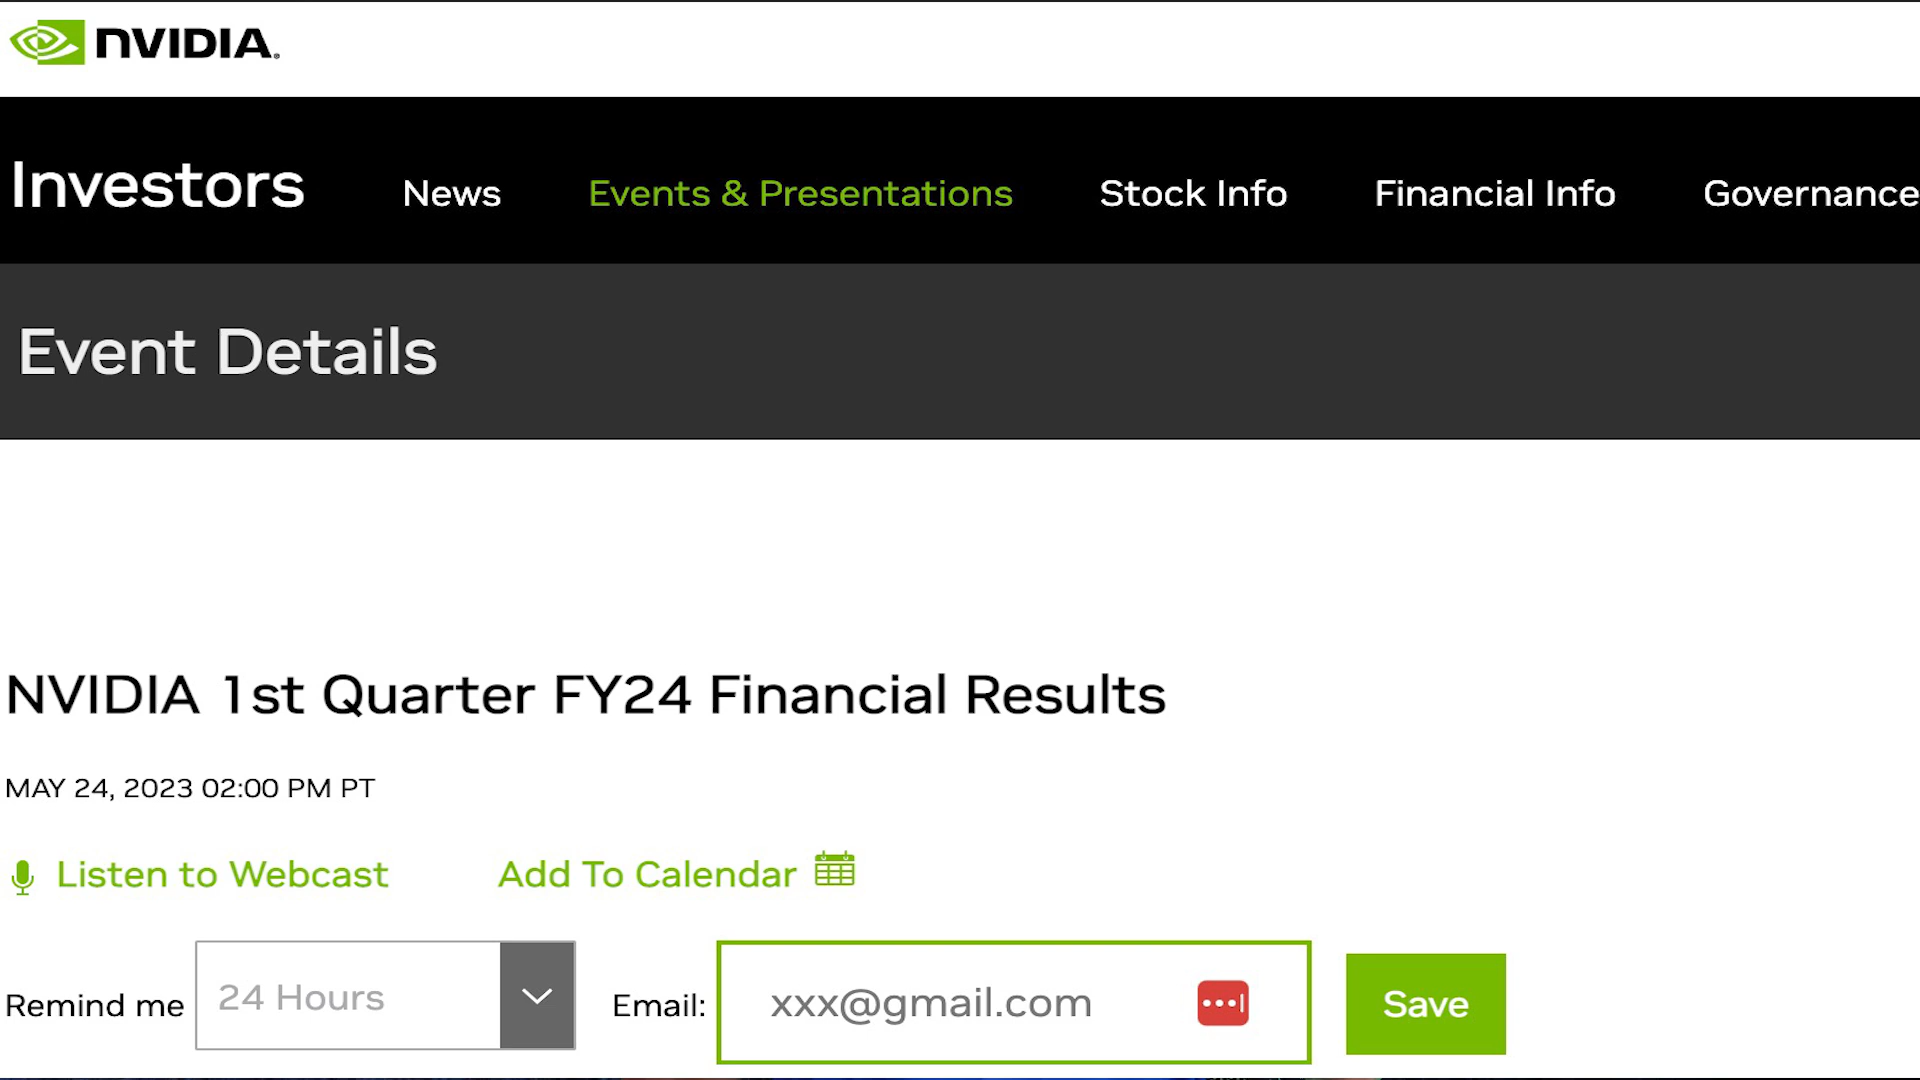 NVIDIA.
Investors News Events & Presentations Stock Info Financial Info Governance
Event Details
NVIDIA 1st Quarter FY24 Financial Results
MAY 24, 2023 02:00 PM PT
Listen to Webcast Add To Calendar
Remind me 24 Hours Email: xxx@gmail.com Save